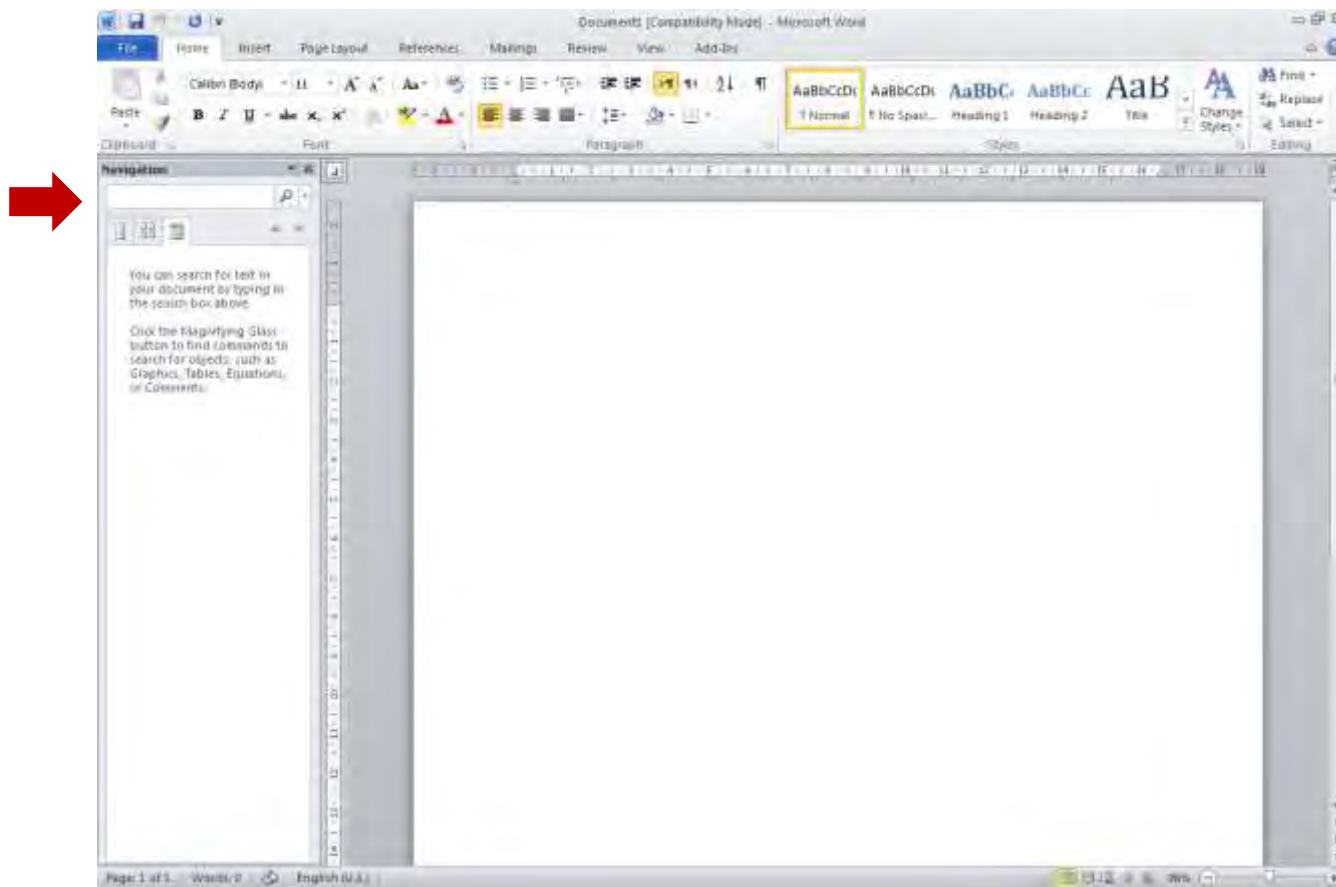 Document1 [Compatibility Mode] - Microsoft Word
File Home Insert Page Layout References Mailings Review View Add-Ins
Calibri (Body) 11 Aa
Find
Paste
AaBbCcDc AaBbCcDc AaBbC AaBbCc AaB
Change Styles
Replace
B I U abc x, x²
¶ Normal ¶ No Spaci... Heading 1 Heading 2 Title
Select
Clipboard Font Paragraph Styles Editing
Navigation
You can search for text in
your document by typing in
the search box above.
Click the Magnifying Glass
button to find commands to
search for objects, such as
Graphics, Tables, Equations,
or Comments.
Page: 1 of 1 Words: 0 English (U.S.)